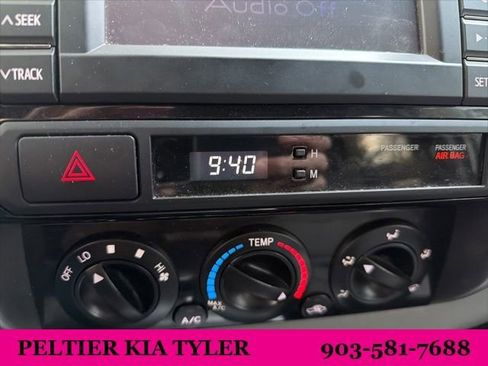 Audio Off
∧ SEEK
∨ TRACK
SET
9:40
H
M
PASSENGER
PASSENGER
AIR BAG
OFF
LO
HI
TEMP
MAX
A/C
A/C
PELTIER KIA TYLER
903-581-7688